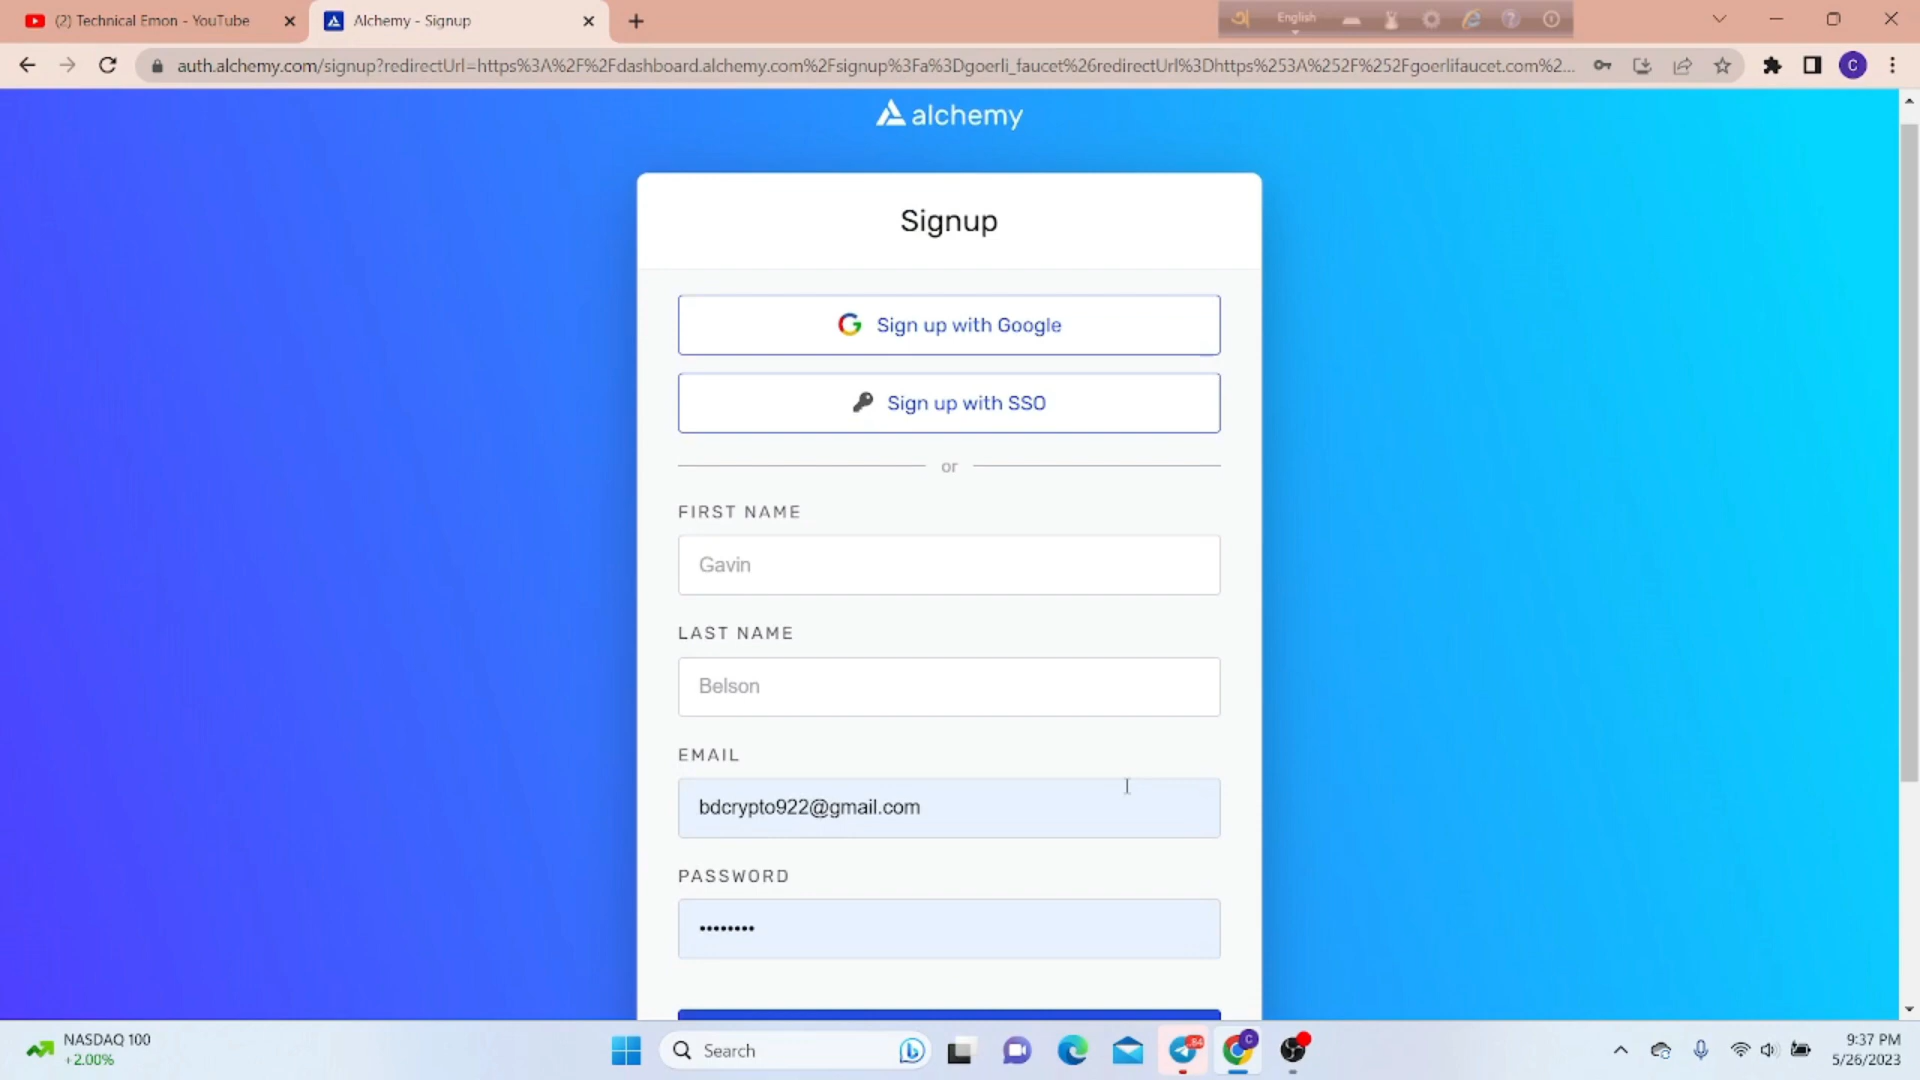 (2) Technical Emon - YouTube
Alchemy - Signup
English
auth.alchemy.com/signup?redirectUrl=https%3A%2F%2Fdashboard.alchemy.com%2Fsignup%3Fa%3Dgoerli_faucet%26redirectUrl%3Dhttps%253A%252F%252Fgoerlifaucet.com%2...
C
alchemy
Signup
Sign up with Google
Sign up with SSO
or
FIRST NAME
Gavin
LAST NAME
Belson
EMAIL
bdcrypto922@gmail.com
PASSWORD
••••••••
NASDAQ 100
+2.00%
Search
84
C
9:37 PM
5/26/2023